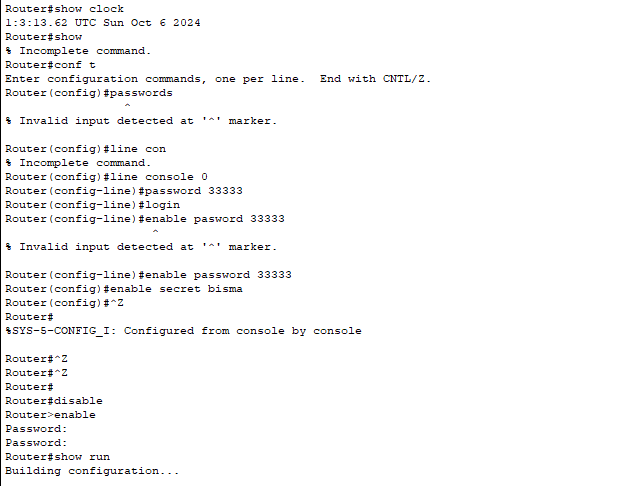 Router#show clock
1:3:13.62 UTC Sun Oct 6 2024
Router#show
% Incomplete command.
Router#conf t
Enter configuration commands, one per line.  End with CNTL/Z.
Router(config)#passwords
^
% Invalid input detected at '^' marker.
Router(config)#line con
% Incomplete command.
Router(config)#line console 0
Router(config-line)#password 33333
Router(config-line)#login
Router(config-line)#enable pasword 33333
^
% Invalid input detected at '^' marker.
Router(config-line)#enable password 33333
Router(config)#enable secret bisma
Router(config)#^Z
Router#
%SYS-5-CONFIG_I: Configured from console by console
Router#^Z
Router#^Z
Router#
Router#disable
Router>enable
Password:
Password:
Router#show run
Building configuration...